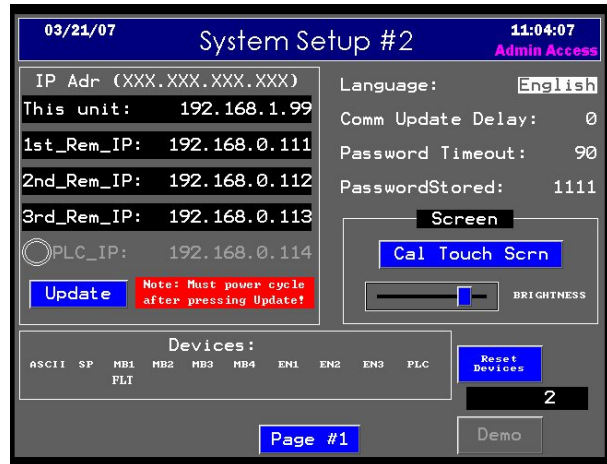 03/21/07
System Setup #2
11:04:07
Admin Access
IP Adr (XXX.XXX.XXX.XXX)
This unit: 192.168.1.99
1st_Rem_IP: 192.168.0.111
2nd_Rem_IP: 192.168.0.112
3rd_Rem_IP: 192.168.0.113
PLC_IP: 192.168.0.114
Update
Note: Must power cycle
after pressing Update!
Language: English
Comm Update Delay: 0
Password Timeout: 90
PasswordStored: 1111
Screen
Cal Touch Scrn
BRIGHTNESS
Devices:
ASCII SP MB1 MB2 MB3 MB4 EN1 EN2 EN3 PLC
FLT
Reset
Devices
2
Page #1
Demo